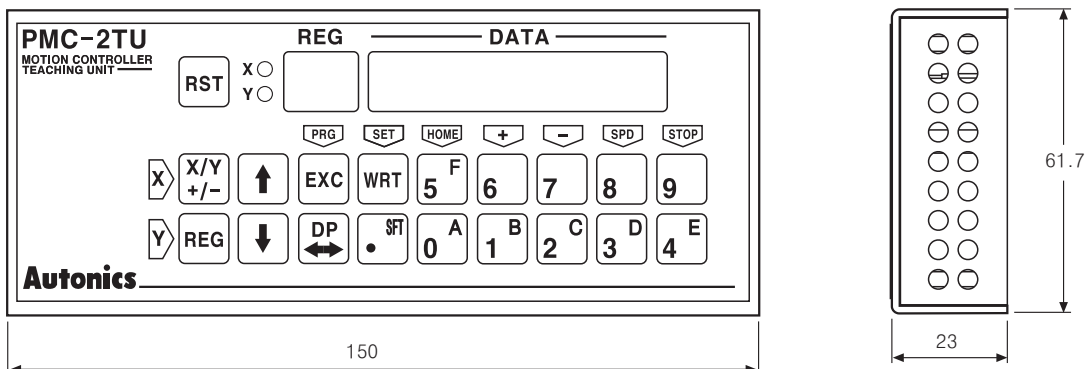 PMC-2TU
MOTION CONTROLLER
TEACHING UNIT
REG DATA
RST
X
Y
PRG SET HOME + - SPD STOP
X X/Y +/- EXC WRT 5 F 6 7 8 9
Y REG DP • SFT 0 A 1 B 2 C 3 D 4 E
Autonics
150
61.7
23